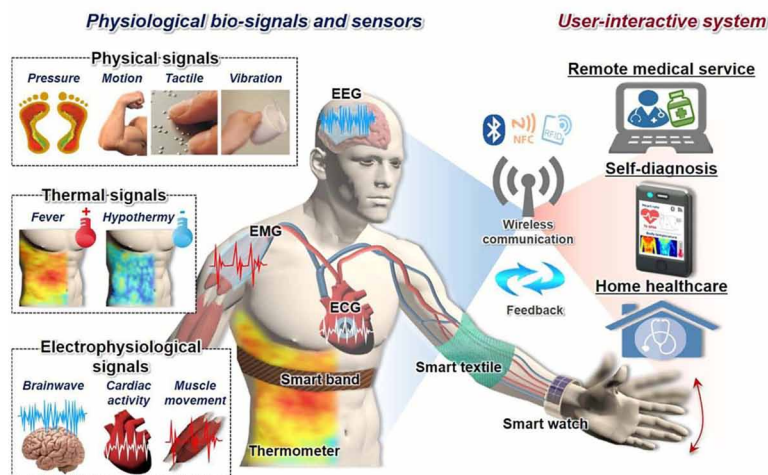 Physiological bio-signals and sensors
User-interactive system
Physical signals
Pressure
Motion
Tactile
Vibration
Thermal signals
Fever
Hypothermy
Electrophysiological
signals
Brainwave
Cardiac
activity
Muscle
movement
EEG
EMG
ECG
Smart band
Thermometer
Smart textile
Smart watch
NFC
RFID
Wireless
communication
Feedback
Remote medical service
Self-diagnosis
Home healthcare